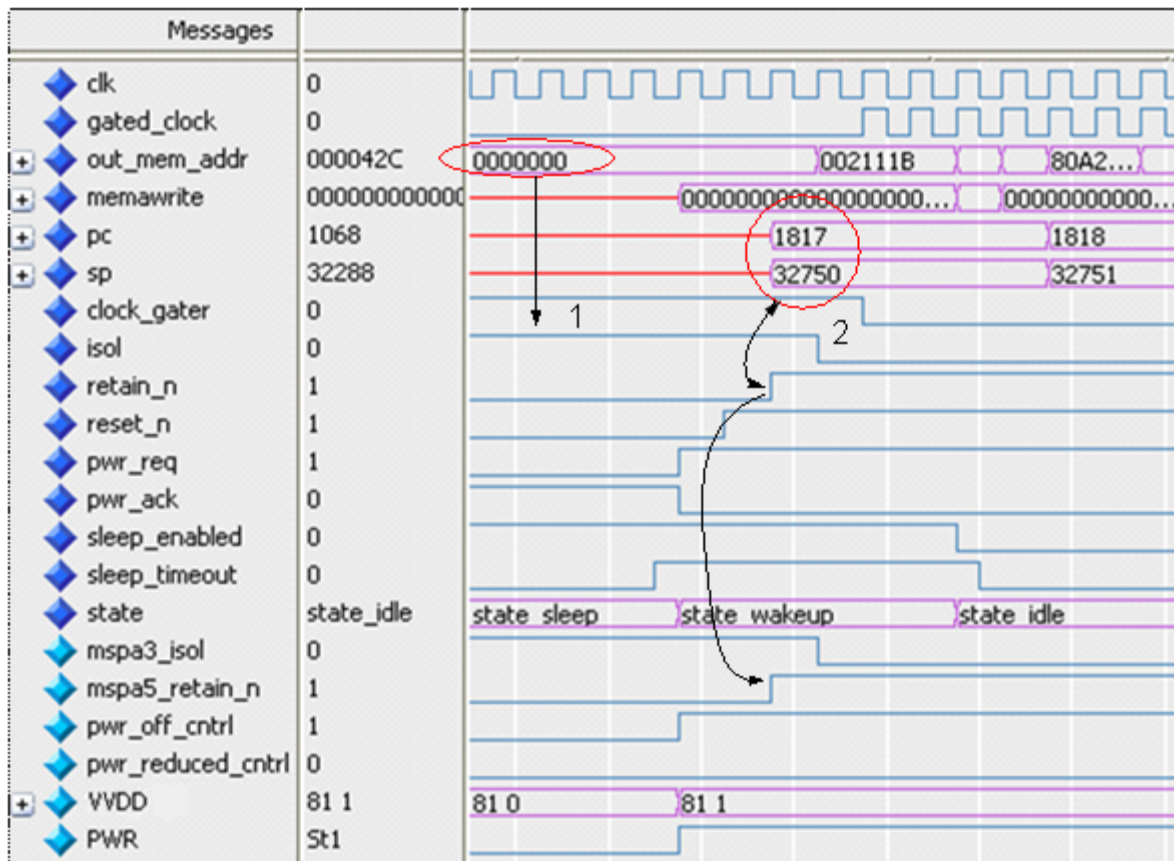 Messages
clk 0
gated_clock 0
out_mem_addr 000042C 0000000 002111B 80A2...
memawrite 000000000000 0000000000000000000... 00000000000...
pc 1068 1817 1818
sp 32288 32750 32751
clock_gater 0 1
isol 0 2
retain_n 1
reset_n 1
pwr_req 1
pwr_ack 0
sleep_enabled 0
sleep_timeout 0
state state_idle state_sleep state_wakeup state_idle
mspa3_isol 0
mspa5_retain_n 1
pwr_off_cntrl 1
pwr_reduced_cntrl 0
VVDD 81 1 81 0 81 1
PWR St1